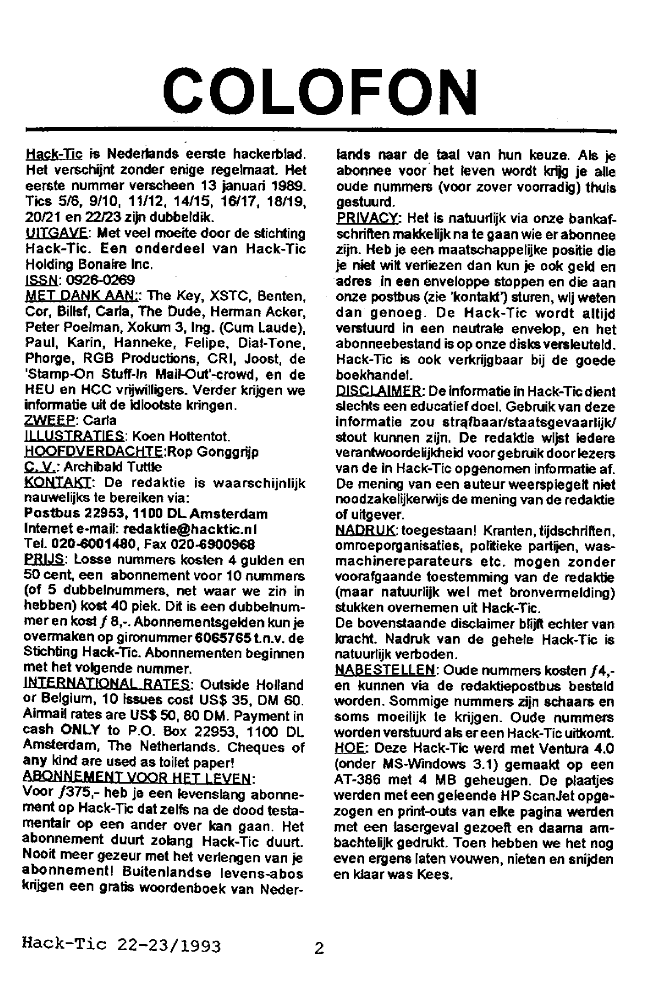 COLOFON
Hack-Tic is Nederlands eerste hackerblad.
Het verschijnt zonder enige regelmaat. Het
eerste nummer verscheen 13 januari 1989.
Tics 5/6, 9/10, 11/12, 14/15, 16/17, 18/19,
20/21 en 22/23 zijn dubbeldik.
UITGAVE: Met veel moeite door de stichting
Hack-Tic. Een onderdeel van Hack-Tic
Holding Bonaire Inc.
ISSN: 0926-0269
MET DANK AAN:: The Key, XSTC, Benten,
Cor, Billsf, Carla, The Dude, Herman Acker,
Peter Poelman, Xokum 3, Ing. (Cum Laude),
Paul, Karin, Hanneke, Felipe, Dial-Tone,
Phorge, RGB Productions, CRI, Joost, de
'Stamp-On Stuff-In Mail-Out'-crowd, en de
HEU en HCC vrijwilligers. Verder krijgen we
informatie uit de idiootste kringen.
ZWEEP: Carla
ILLUSTRATIES: Koen Hottentot.
HOOFDVERDACHTE:Rop Gonggrijp
C. V.: Archibald Tuttle
KONTAKT: De redaktie is waarschijnlijk
nauwelijks te bereiken via:
Postbus 22953, 1100 DL Amsterdam
Internet e-mail: redaktie@hacktic.nl
Tel. 020-6001480, Fax 020-6900968
PRIJS: Losse nummers kosten 4 gulden en
50 cent, een abonnement voor 10 nummers
(of 5 dubbelnummers, net waar we zin in
hebben) kost 40 piek. Dit is een dubbelnum-
mer en kost ƒ 8,-. Abonnementsgelden kun je
overmaken op gironummer 6065765 t.n.v. de
Stichting Hack-Tic. Abonnementen beginnen
met het volgende nummer.
INTERNATIONAL RATES: Outside Holland
or Belgium, 10 issues cost US$ 35, DM 60.
Airmail rates are US$ 50, 80 DM. Payment in
cash ONLY to P.O. Box 22953, 1100 DL
Amsterdam, The Netherlands. Cheques of
any kind are used as toilet paper!
ABONNEMENT VOOR HET LEVEN:
Voor ƒ375,- heb je een levenslang abonne-
ment op Hack-Tic dat zelfs na de dood testa-
mentair op een ander over kan gaan. Het
abonnement duurt zolang Hack-Tic duurt.
Nooit meer gezeur met het verlengen van je
abonnement! Buitenlandse levens-abos
krijgen een gratis woordenboek van Neder-
lands naar de taal van hun keuze. Als je
abonnee voor het leven wordt krijg je alle
oude nummers (voor zover voorradig) thuis
gestuurd.
PRIVACY: Het is natuurlijk via onze bankaf-
schriften makkelijk na te gaan wie er abonnee
zijn. Heb je een maatschappelijke positie die
je niet wilt verliezen dan kun je ook geld en
adres in een enveloppe stoppen en die aan
onze postbus (zie 'kontakt') sturen, wij weten
dan genoeg. De Hack-Tic wordt altijd
verstuurd in een neutrale envelop, en het
abonneebestand is op onze disks versleuteld.
Hack-Tic is ook verkrijgbaar bij de goede
boekhandel.
DISCLAIMER: De informatie in Hack-Tic dient
slechts een educatief doel. Gebruik van deze
informatie zou strafbaar/staatsgevaarlijk/
stout kunnen zijn. De redaktie wijst iedere
verantwoordelijkheid voor gebruik door lezers
van de in Hack-Tic opgenomen informatie af.
De mening van een auteur weerspiegelt niet
noodzakelijkerwijs de mening van de redaktie
of uitgever.
NADRUK: toegestaan! Kranten, tijdschriften,
omroeporganisaties, politieke partijen, was-
machinereparateurs etc. mogen zonder
voorafgaande toestemming van de redaktie
(maar natuurlijk wel met bronvermelding)
stukken overnemen uit Hack-Tic.
De bovenstaande disclaimer blijft echter van
kracht. Nadruk van de gehele Hack-Tic is
natuurlijk verboden.
NABESTELLEN: Oude nummers kosten ƒ4,-
en kunnen via de redaktiepostbus besteld
worden. Sommige nummers zijn schaars en
soms moeilijk te krijgen. Oude nummers
worden verstuurd als er een Hack-Tic uitkomt.
HOE: Deze Hack-Tic werd met Ventura 4.0
(onder MS-Windows 3.1) gemaakt op een
AT-386 met 4 MB geheugen. De plaatjes
werden met een geleende HP ScanJet opge-
zogen en print-outs van elke pagina werden
met een lasergeval gezoeft en daarna am-
bachtelijk gedrukt. Toen hebben we het nog
even ergens laten vouwen, nieten en snijden
en klaar was Kees.
Hack-Tic 22-23/1993 2